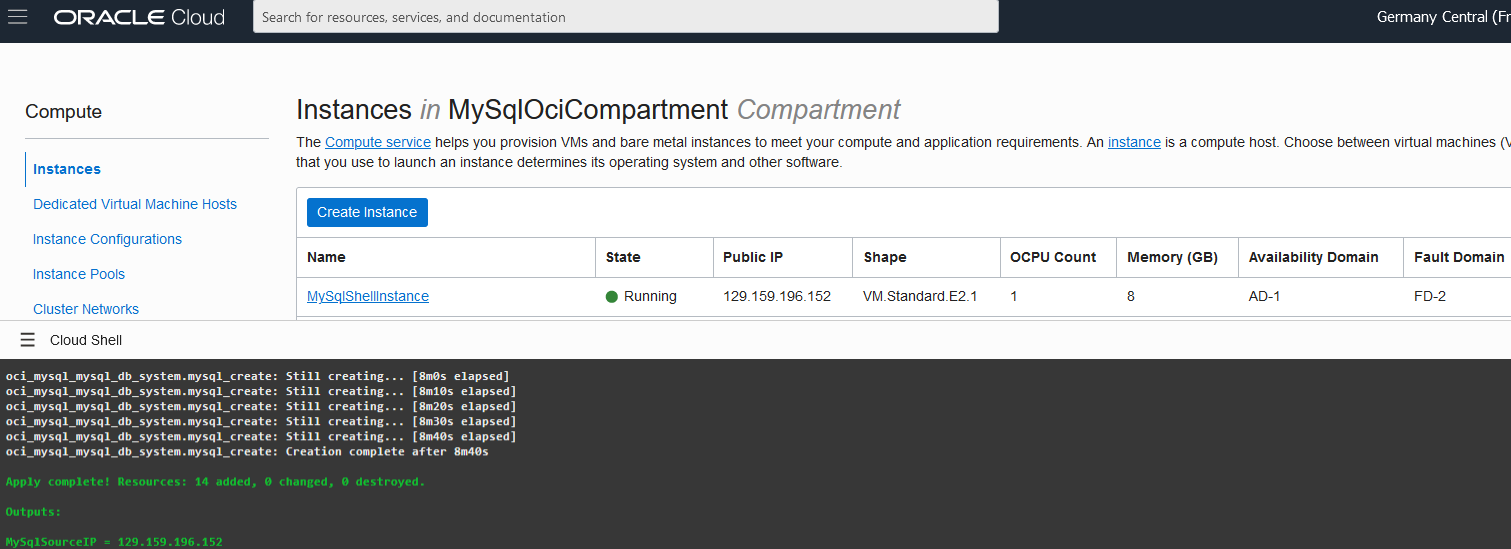 ORACLE Cloud
Search for resources, services, and documentation
Germany Central (Fr
Compute
Instances in MySqlOciCompartment Compartment
The Compute service helps you provision VMs and bare metal instances to meet your compute and application requirements. An instance is a compute host. Choose between virtual machines (V
that you use to launch an instance determines its operating system and other software.
Instances
Dedicated Virtual Machine Hosts
Instance Configurations
Instance Pools
Cluster Networks
Create Instance
Name State Public IP Shape OCPU Count Memory (GB) Availability Domain Fault Domain
MySqlShellInstance Running 129.159.196.152 VM.Standard.E2.1 1 8 AD-1 FD-2
Cloud Shell
oci_mysql_mysql_db_system.mysql_create: Still creating... [8m0s elapsed]
oci_mysql_mysql_db_system.mysql_create: Still creating... [8m10s elapsed]
oci_mysql_mysql_db_system.mysql_create: Still creating... [8m20s elapsed]
oci_mysql_mysql_db_system.mysql_create: Still creating... [8m30s elapsed]
oci_mysql_mysql_db_system.mysql_create: Still creating... [8m40s elapsed]
oci_mysql_mysql_db_system.mysql_create: Creation complete after 8m40s
Apply complete! Resources: 14 added, 0 changed, 0 destroyed.
Outputs:
MySqlSourceIP = 129.159.196.152